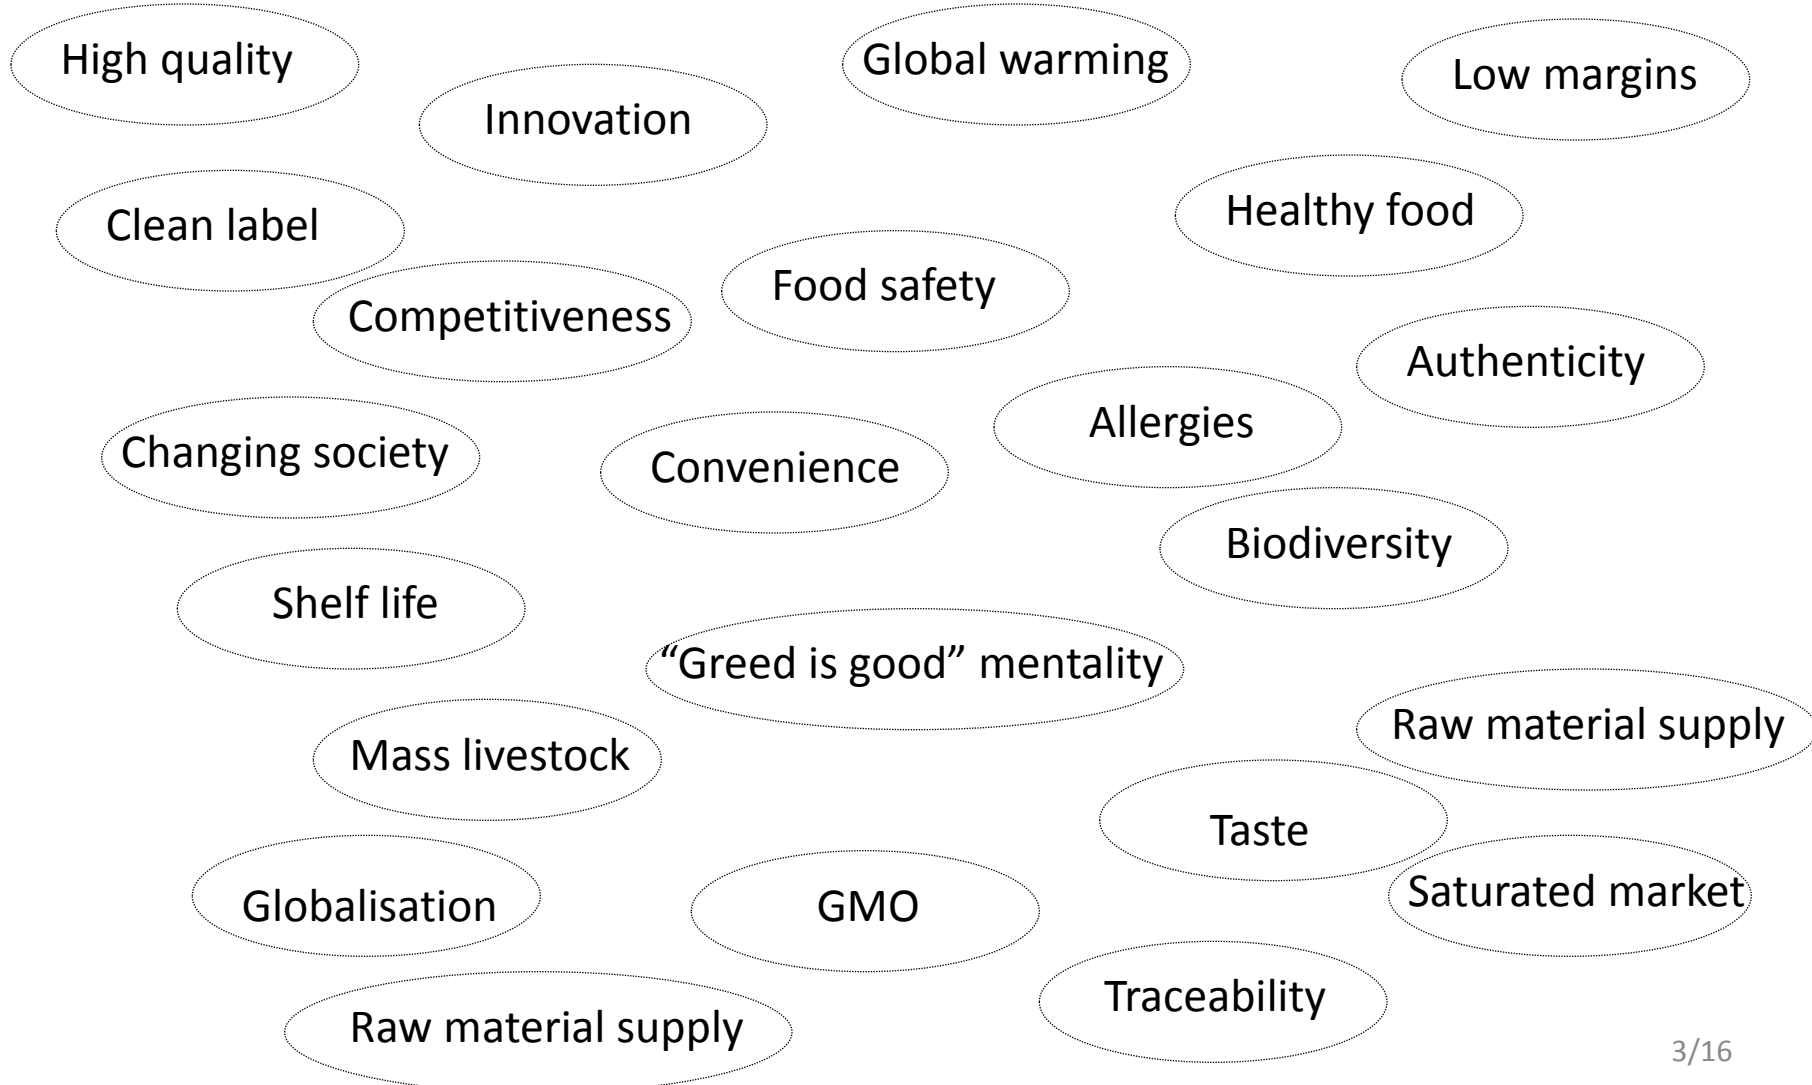 High quality
Global warming
Low margins
Innovation
Clean label
Healthy food
Food safety
Competitiveness
Authenticity
Allergies
Changing society
Convenience
Biodiversity
Shelf life
“Greed is good” mentality
Raw material supply
Mass livestock
Taste
Saturated market
Globalisation
GMO
Traceability
Raw material supply
3/16